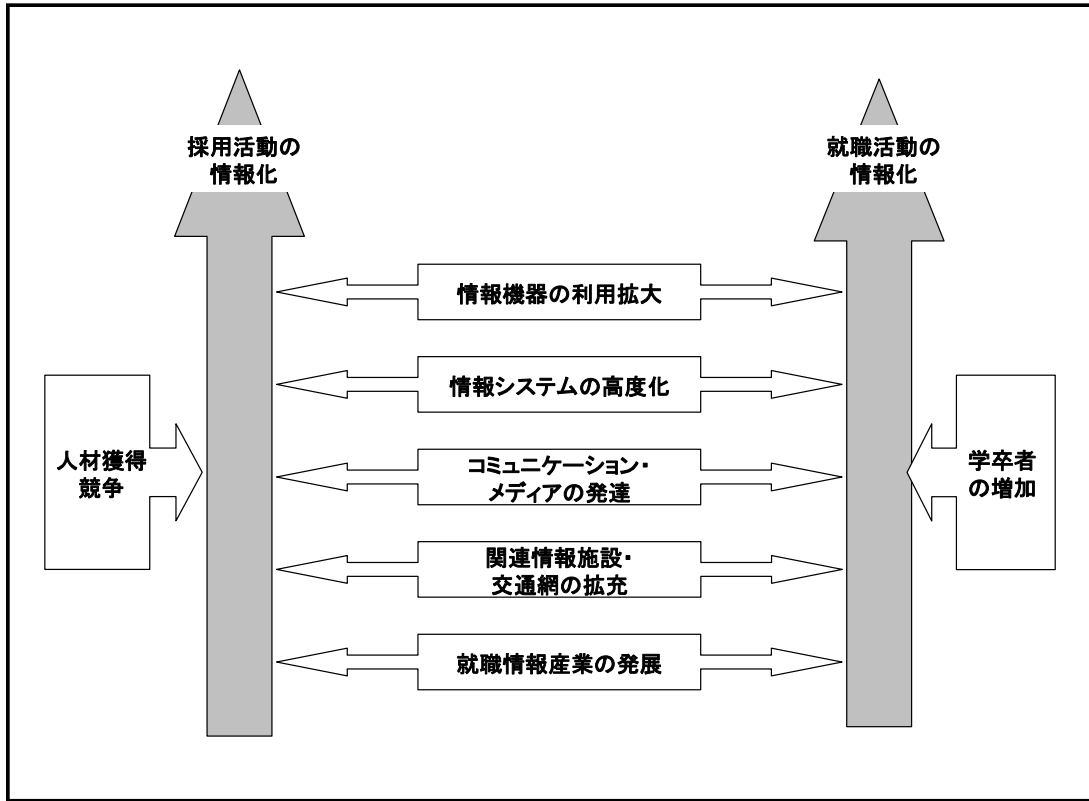 採用活動の
情報化
就職活動の
情報化
情報機器の利用拡大
情報システムの高度化
人材獲得
競争
コミュニケーション・
メディアの発達
学卒者
の増加
関連情報施設・
交通網の拡充
就職情報産業の発展